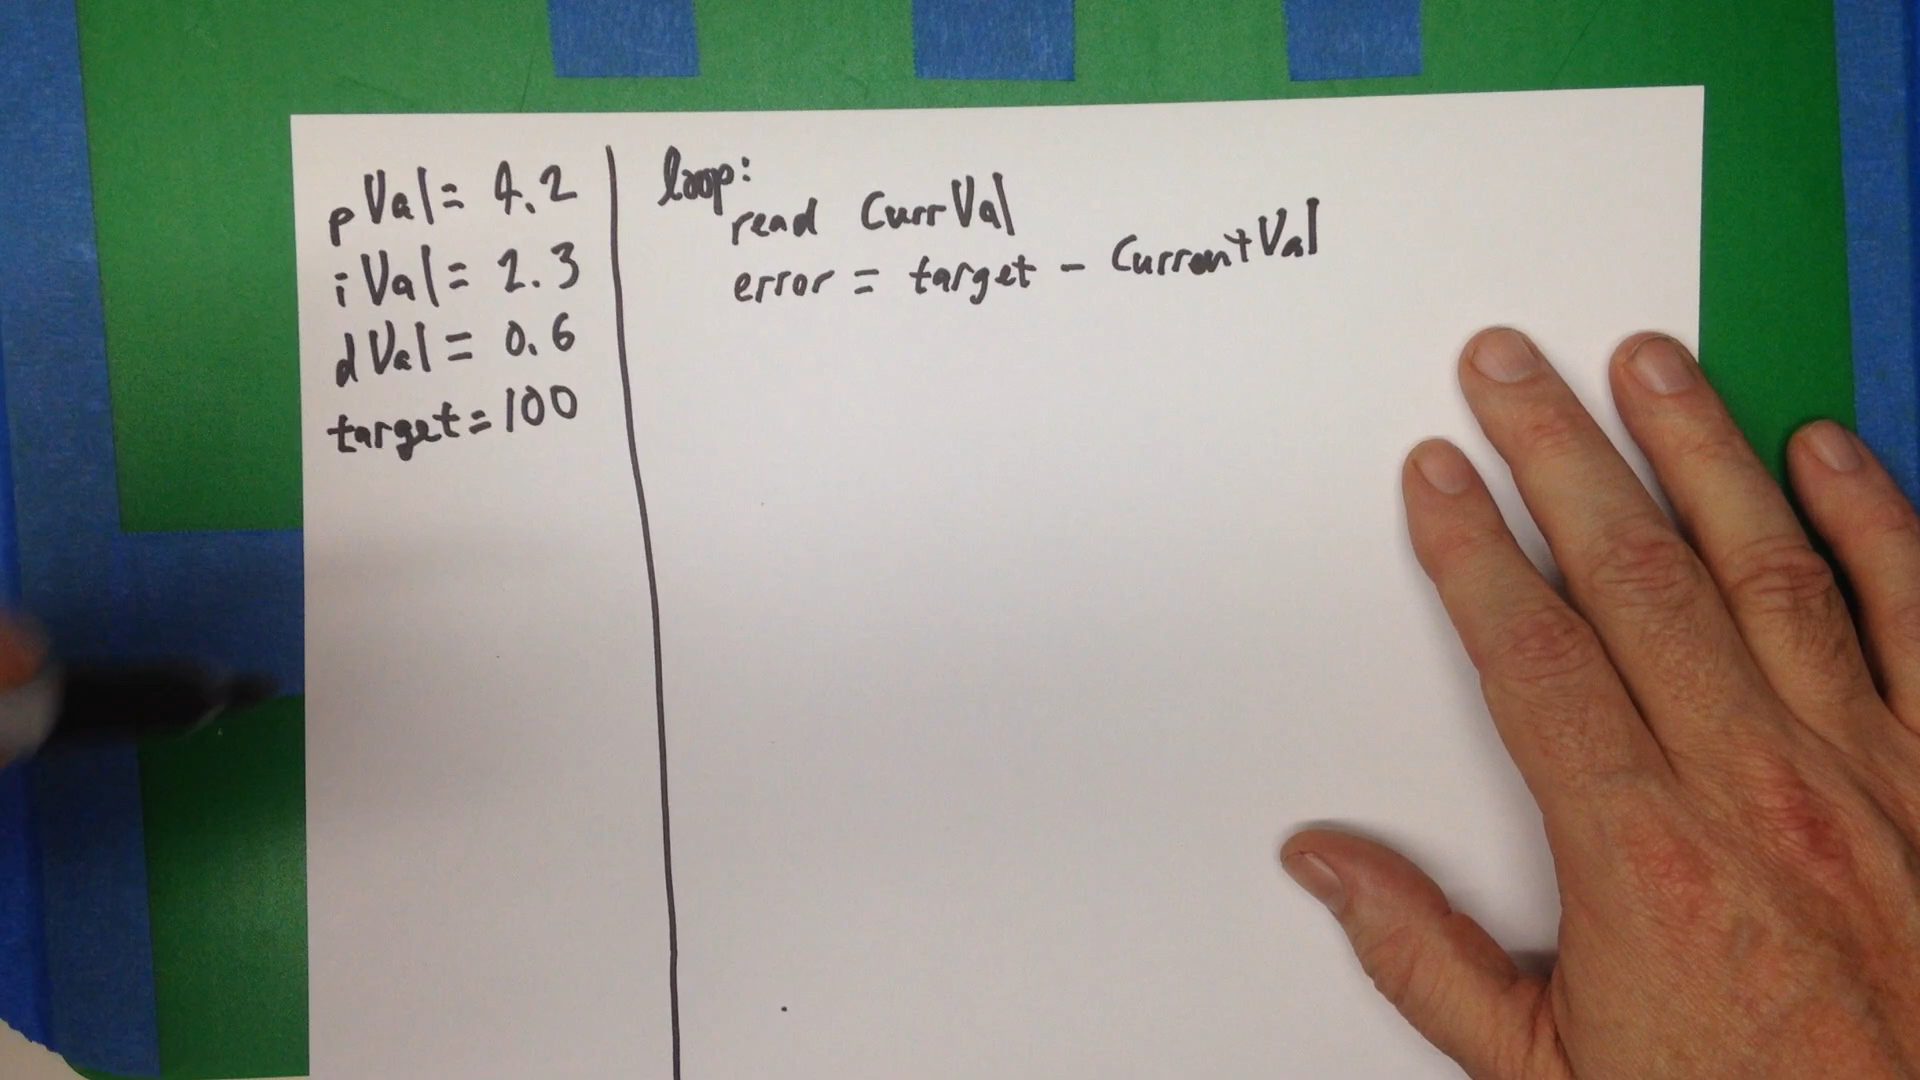 pVal = 4.2
iVal = 2.3
dVal = 0.6
target = 100
loop:
read CurrVal
error = target - CurrentVal